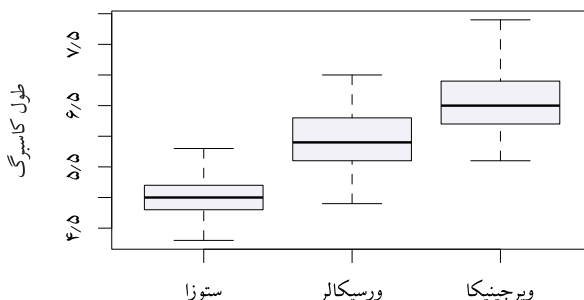 طول کاسبرگ
۷٫۵
۶٫۵
۵٫۵
۴٫۵
ستوزا
ورسیکالر
ویرجینیکا